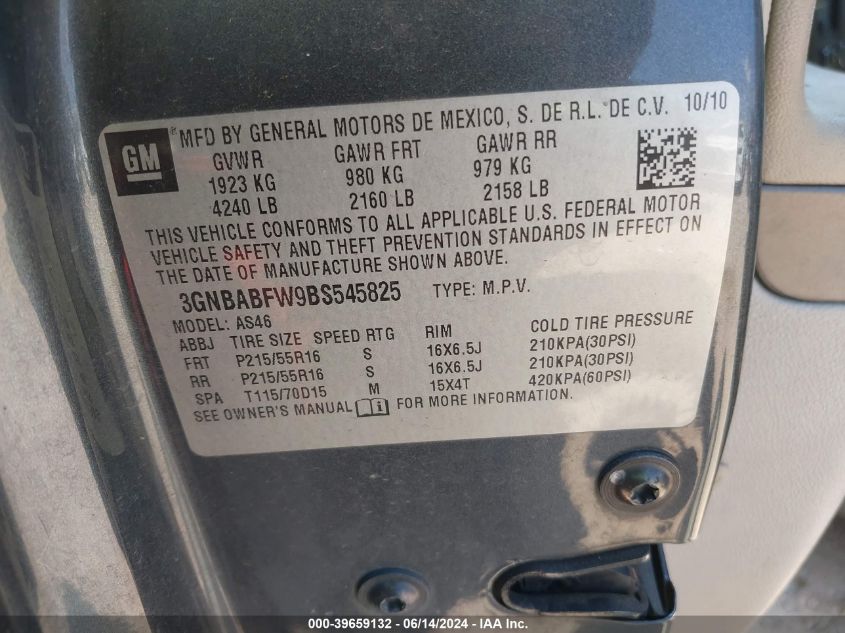 GM ® MFD BY GENERAL MOTORS DE MEXICO, S. DE R.L. DE C.V. 10/10
GVWR GAWR FRT GAWR RR
1923 KG 980 KG 979 KG
4240 LB 2160 LB 2158 LB
THIS VEHICLE CONFORMS TO ALL APPLICABLE U.S. FEDERAL MOTOR
VEHICLE SAFETY AND THEFT PREVENTION STANDARDS IN EFFECT ON
THE DATE OF MANUFACTURE SHOWN ABOVE.
3GNBABFW9BS545825 TYPE: M.P.V.
MODEL: AS46
ABBJ TIRE SIZE SPEED RTG RIM COLD TIRE PRESSURE
FRT P215/55R16 S 16X6.5J 210KPA(30PSI)
RR P215/55R16 S 16X6.5J 210KPA(30PSI)
SPA T115/70D15 M 15X4T 420KPA(60PSI)
SEE OWNER'S MANUAL FOR MORE INFORMATION.
000-39659132 - 06/14/2024 - IAA Inc.